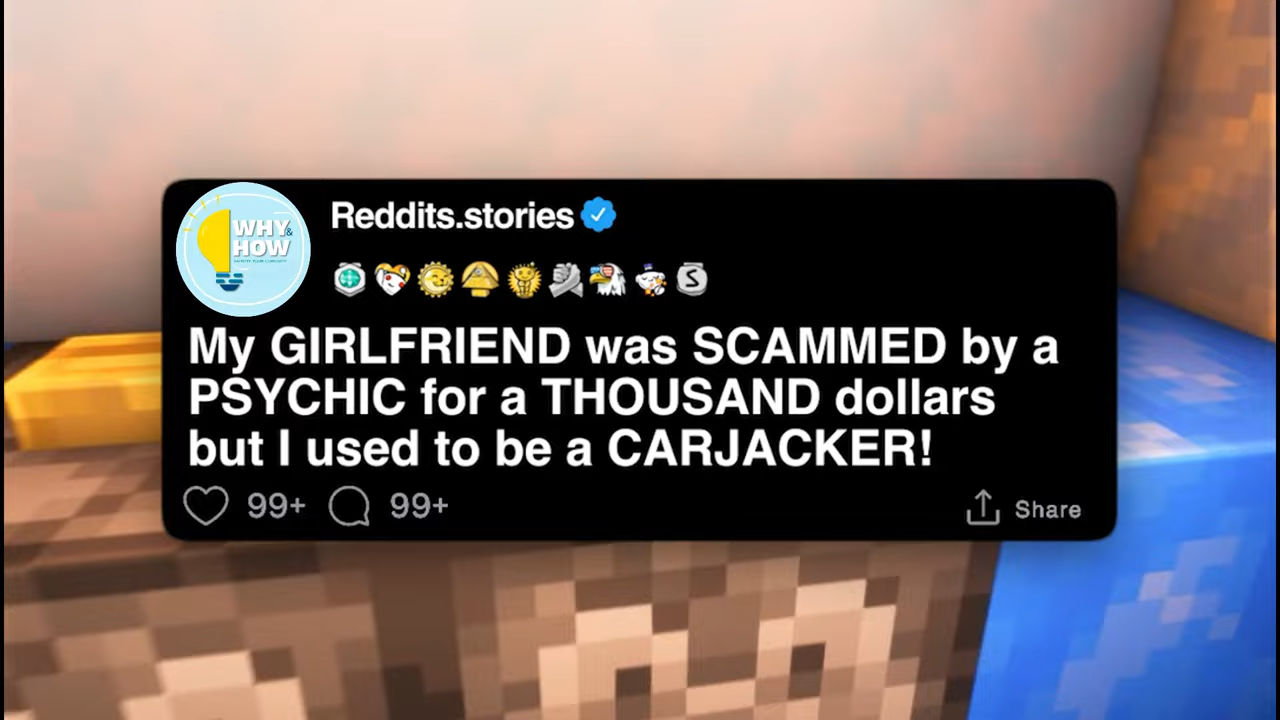 WHY&
HOW
Reddits.stories
My GIRLFRIEND was SCAMMED by a
PSYCHIC for a THOUSAND dollars
but I used to be a CARJACKER!
99+ 99+ Share